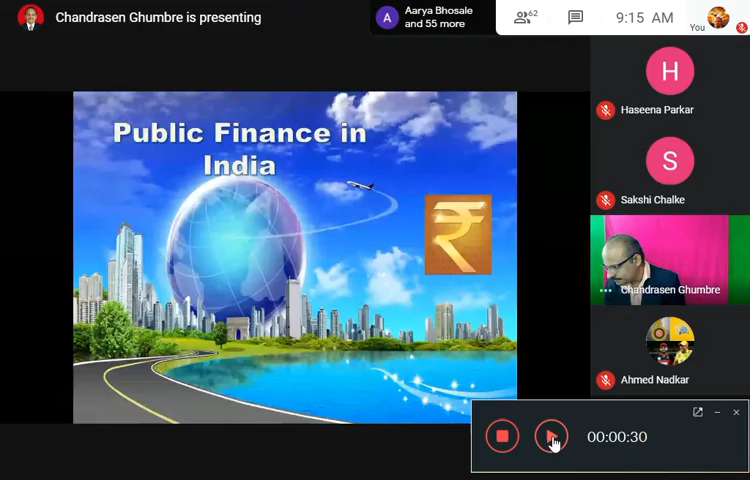 Chandrasen Ghumbre is presenting
A
Aarya Bhosale
and 55 more
62
9:15 AM
You
Public Finance in
India
₹
H
Haseena Parkar
S
Sakshi Chalke
Chandrasen Ghumbre
Ahmed Nadkar
00:00:30